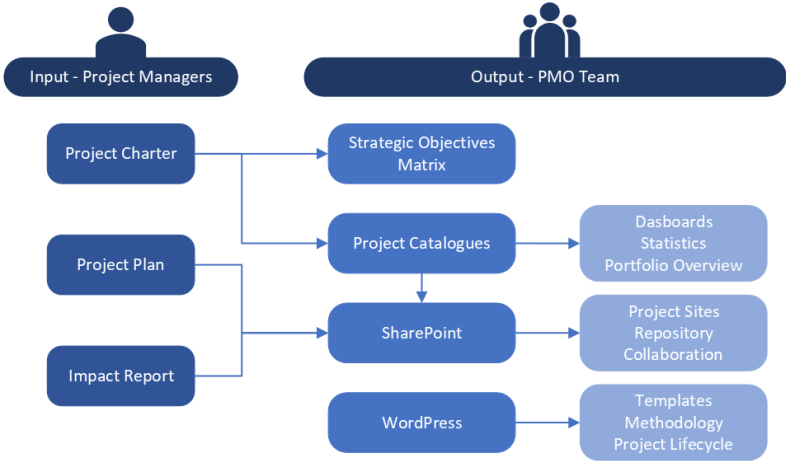 Input - Project Managers
Output - PMO Team
Project Charter
Strategic Objectives
Matrix
Project Catalogues
Dasboards
Statistics
Portfolio Overview
Project Plan
SharePoint
Project Sites
Repository
Collaboration
Impact Report
WordPress
Templates
Methodology
Project Lifecycle